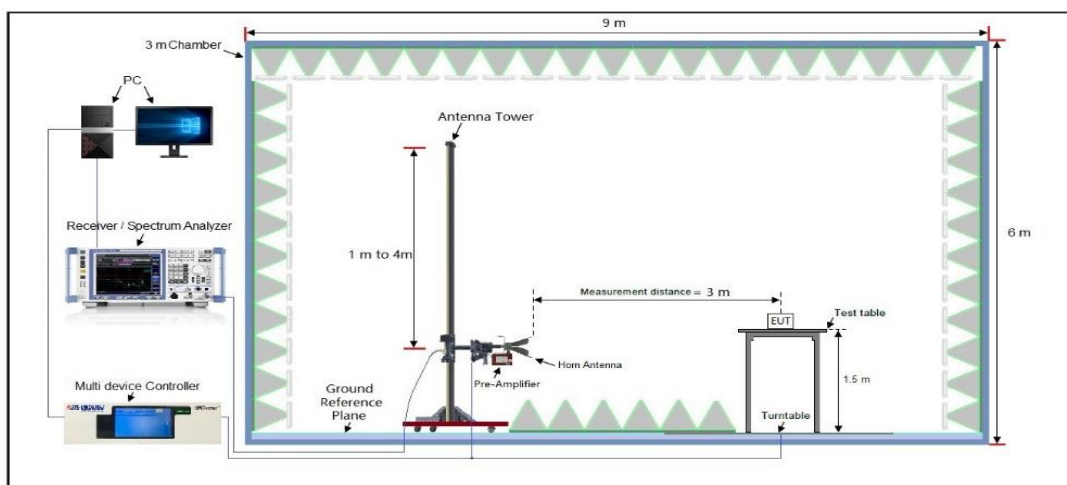 9 m
3 m Chamber
PC
Antenna Tower
Receiver / Spectrum Analyzer
1 m to 4m
6 m
Measurement distance = 3 m
EUT
Test table
Horn Antenna
Pre-Amplifier
1.5 m
Multi device Controller
Ground
Reference
Plane
Turntable